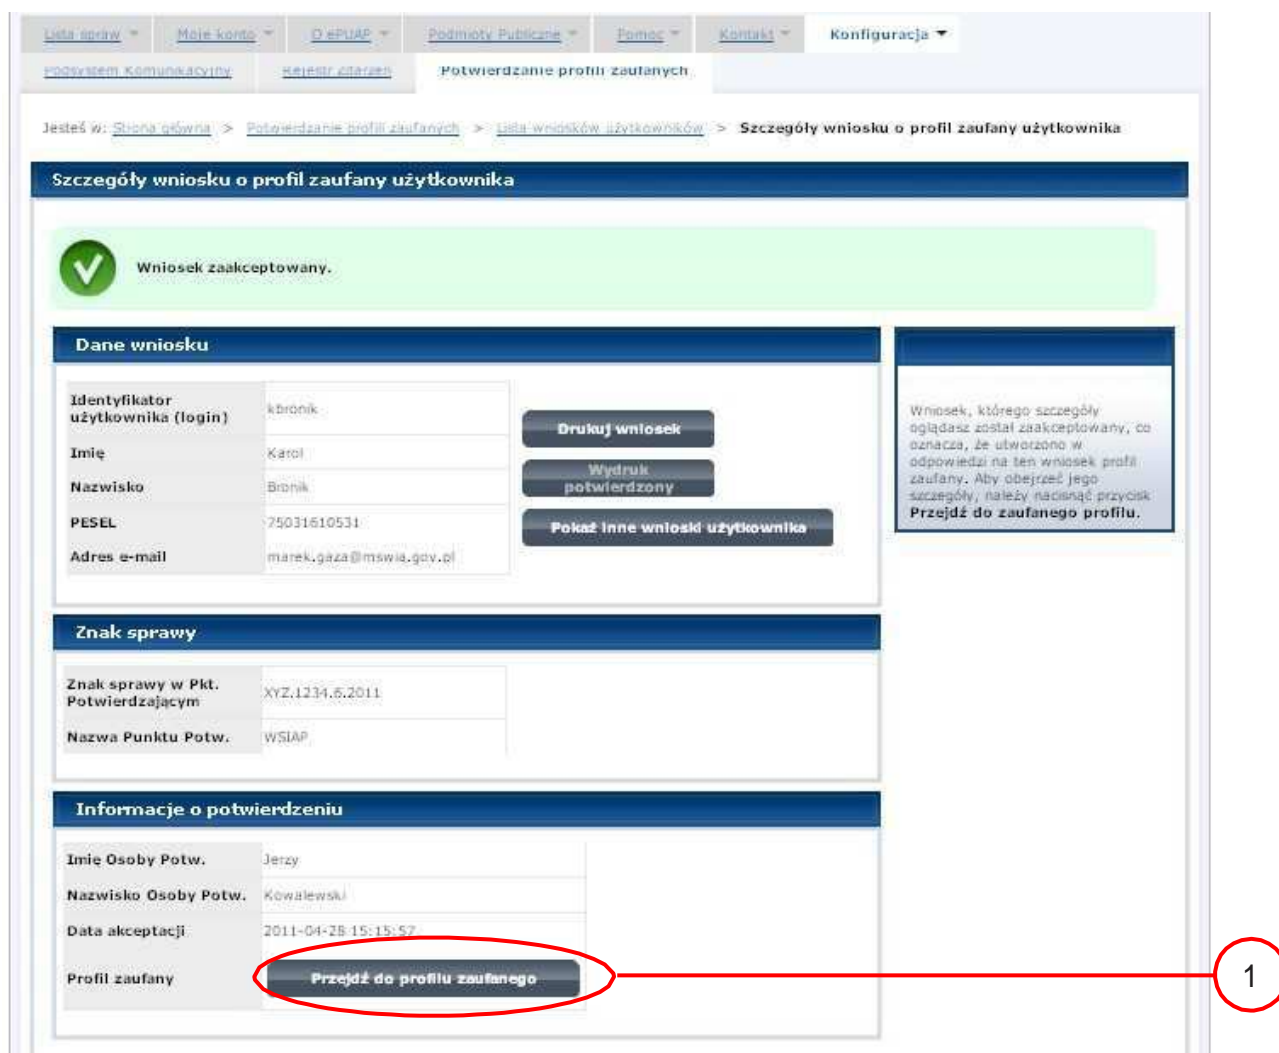 Lista spraw Moje konto O ePUAP Podmioty Publiczne Pomoc Kontakt Konfiguracja
Podsystem Komunikacyjny Rejestr zdarzeń Potwierdzanie profili zaufanych
Jesteś w: Strona główna > Potwierdzanie profili zaufanych > Lista wniosków użytkowników > Szczegóły wniosku o profil zaufany użytkownika
Szczegóły wniosku o profil zaufany użytkownika
Wniosek zaakceptowany.
Dane wniosku
Identyfikator
użytkownika (login) kbronik
Imię Karol
Nazwisko Bronik
PESEL 75031610531
Adres e-mail marek.gaza@mswia.gov.pl
Drukuj wniosek
Wydruk
potwierdzony
Pokaż inne wnioski użytkownika
Wniosek, którego szczegóły
oglądasz został zaakceptowany, co
oznacza, że utworzono w
odpowiedzi na ten wniosek profil
zaufany. Aby obejrzeć jego
szczegóły, należy nacisnąć przycisk
Przejdź do zaufanego profilu.
Znak sprawy
Znak sprawy w Pkt.
Potwierdzającym XYZ.1234.6.2011
Nazwa Punktu Potw. WSIAP
Informacje o potwierdzeniu
Imię Osoby Potw. Jerzy
Nazwisko Osoby Potw. Kowalewski
Data akceptacji 2011-04-28 15:15:57
Profil zaufany Przejdź do profilu zaufanego
1